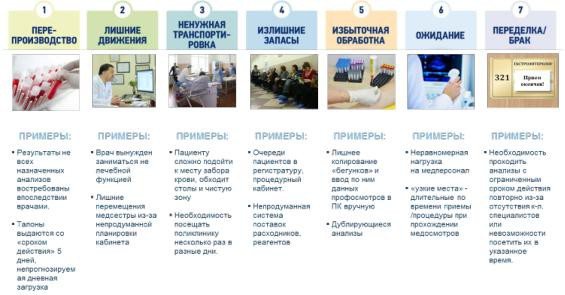 1
ПЕРЕ-
ПРОИЗВОДСТВО
ПРИМЕРЫ:
▪ Результаты не
всех
назначенных
анализов
востребованы
впоследствии
врачами.
▪ Талоны
выдаются со
«сроком
действия» 5
дней,
непрогнозируем
ая дневная
загрузка
2
ЛИШНИЕ
ДВИЖЕНИЯ
ПРИМЕРЫ:
▪ Врач вынужден
заниматься не
лечебной
функцией
▪ Лишние
перемещения
медсестры из-за
непродуманной
планировки
кабинета
3
НЕНУЖНАЯ
ТРАНСПОРТИ-
РОВКА
ПРИМЕРЫ:
▪ Пациенту
сложно подойти
к месту забора
крови, обходит
столы и чистую
зону
▪ Необходимость
посещать
поликлинику
несколько раз в
разные дни.
4
ИЗЛИШНИЕ
ЗАПАСЫ
ПРИМЕРЫ:
▪ Очереди
пациентов в
регистратуру,
процедурный
кабинет.
▪ Непродуманная
система
поставок
расходников,
реагентов
5
ИЗБЫТОЧНАЯ
ОБРАБОТКА
ПРИМЕРЫ:
▪ Лишнее
копирование
«бегунков» и
ввод по ним
данных
профосмотров в
ПК вручную
▪ Дублирующие
анализы
6
ОЖИДАНИЕ
ПРИМЕРЫ:
▪ Неравномерная
нагрузка
на
медперсонал
▪ «узкие места» -
длительные по
времени приемы
/процедуры при
прохождении
медосмотров
7
ПЕРЕДЕЛКА/
БРАК
ГАСТРОЭНТЕРОЛОГ
321
Прием
окончен!
ПРИМЕРЫ:
▪ Необходимость
проходить
анализы с
ограниченным
сроком действия
повторно из-за
отсутствия к-л.
специалистов
или
невозможности
посетить их в
указанное
время.